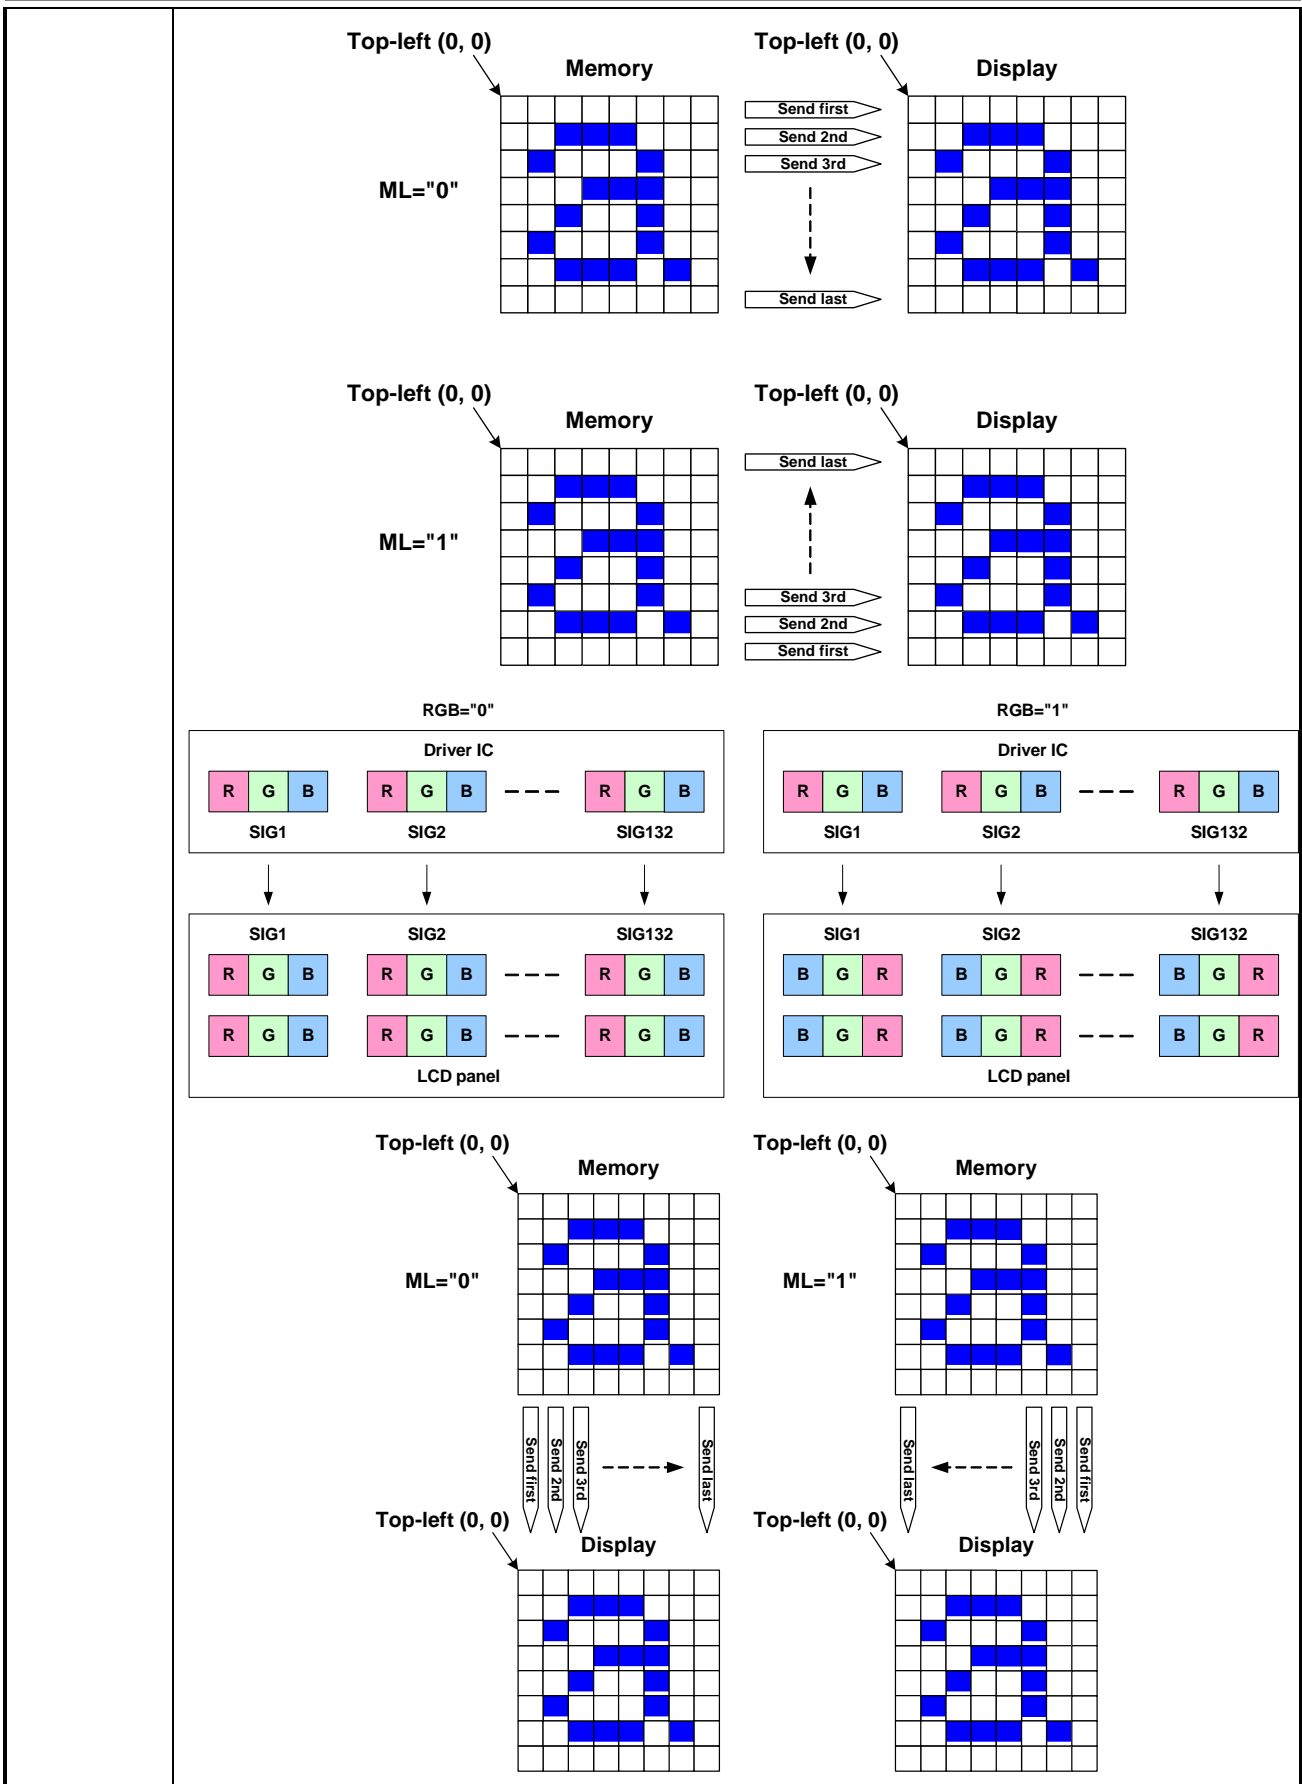 Top-left (0, 0) Top-left (0, 0)
Memory Display
Send first
Send 2nd
Send 3rd
ML="0"
Send last
Top-left (0, 0) Top-left (0, 0)
Memory Display
Send last
ML="1"
Send 3rd
Send 2nd
Send first
RGB="0" RGB="1"
Driver IC Driver IC
R G B R G B R G B R G B R G B R G B
SIG1 SIG2 SIG132 SIG1 SIG2 SIG132
SIG1 SIG2 SIG132 SIG1 SIG2 SIG132
R G B R G B R G B B G R B G R B G R
R G B R G B R G B B G R B G R B G R
LCD panel LCD panel
Top-left (0, 0) Top-left (0, 0)
Memory Memory
ML="0" ML="1"
Send first Send 2nd Send 3rd Send last Send last Send 3rd Send 2nd Send first
Top-left (0, 0) Top-left (0, 0)
Display Display